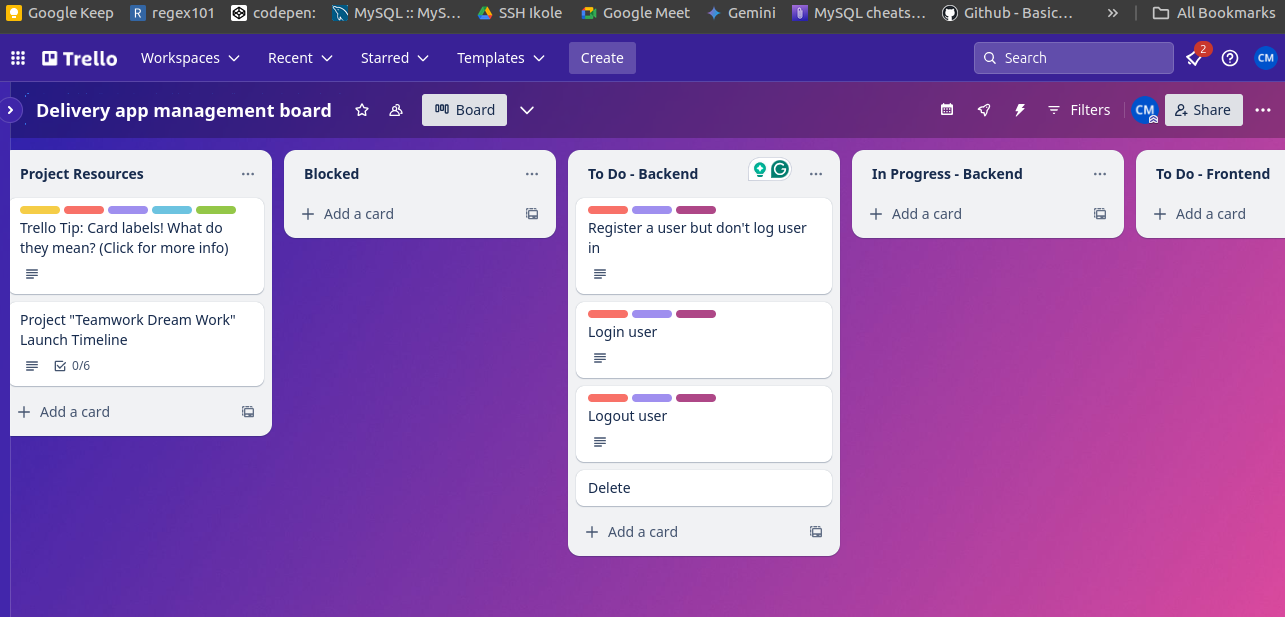 Google Keep R regex101 codepen: MySQL :: MyS... SSH Ikole Google Meet Gemini MySQL cheats... Github - Basic... » All Bookmarks
Trello Workspaces Recent Starred Templates Create Search 2 CM
Delivery app management board Board Filters CM Share
Project Resources
Trello Tip: Card labels! What do
they mean? (Click for more info)
Project "Teamwork Dream Work"
Launch Timeline
0/6
+ Add a card
Blocked
+ Add a card
To Do - Backend
Register a user but don't log user
in
Login user
Logout user
Delete
+ Add a card
In Progress - Backend
+ Add a card
To Do - Frontend
+ Add a card